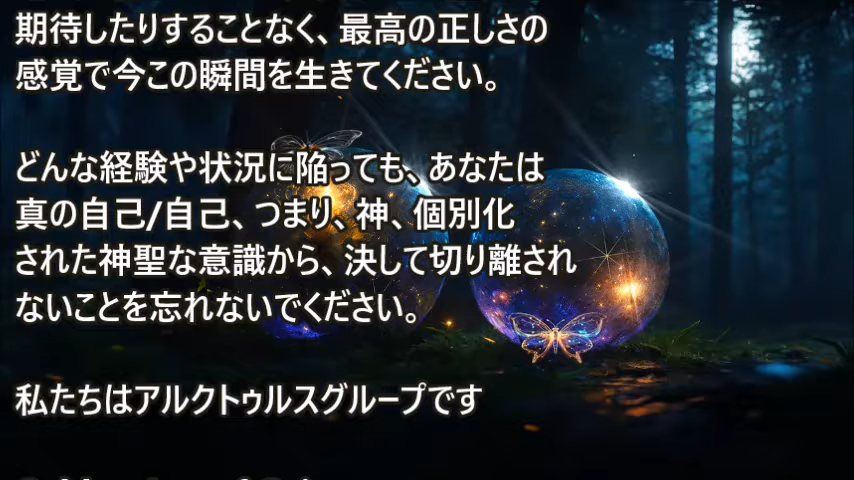 期待したりすることなく、最高の正しさの
感覚で今この瞬間を生きてください。
どんな経験や状況に陥っても、あなたは
真の自己/自己、つまり、神、個別化
された神聖な意識から、決して切り離され
ないことを忘れないでください。
私たちはアルクトゥルスグループです